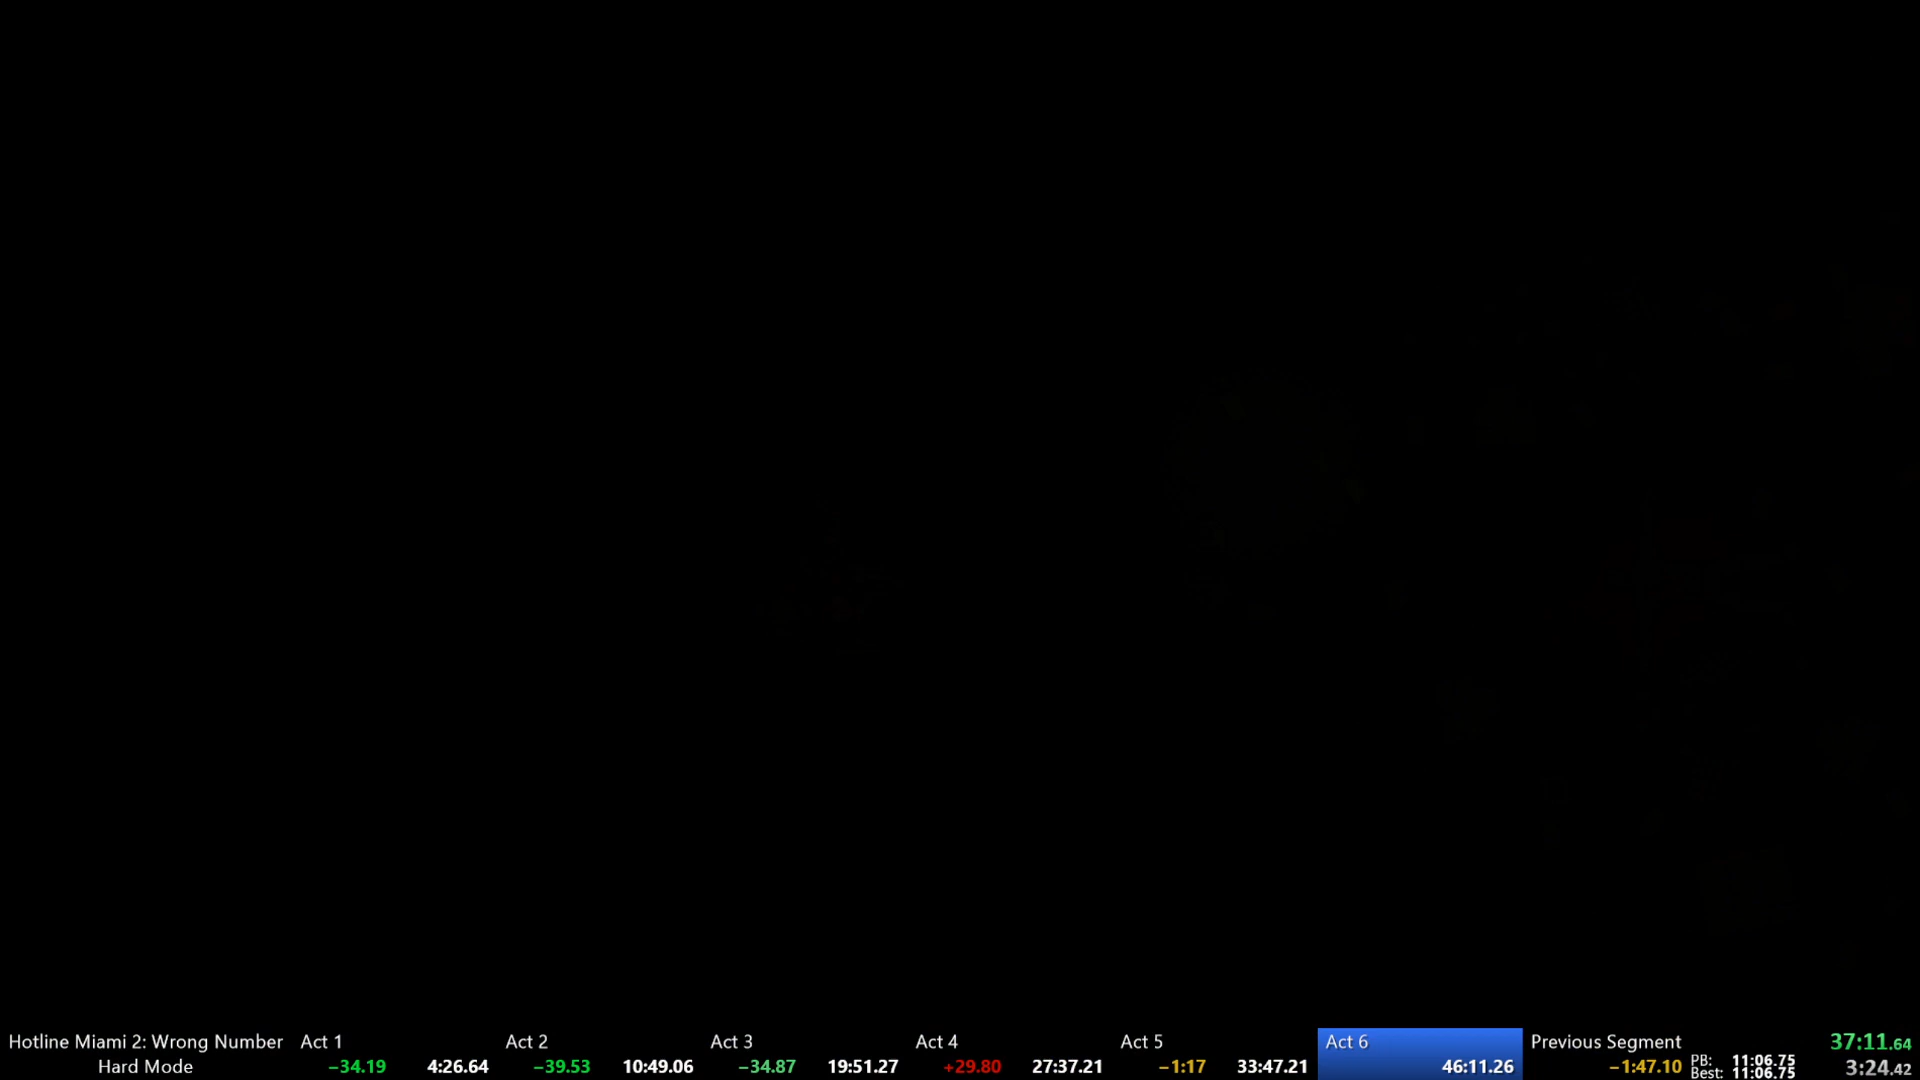 Hotline Miami 2: Wrong Number
Hard Mode
Act 1
−34.19 4:26.64
Act 2
−39.53 10:49.06
Act 3
−34.87 19:51.27
Act 4
+29.80 27:37.21
Act 5
−1:17 33:47.21
Act 6
46:11.26
Previous Segment
−1:47.10
PB: 11:06.75
Best: 11:06.75
37:11.64
3:24.42